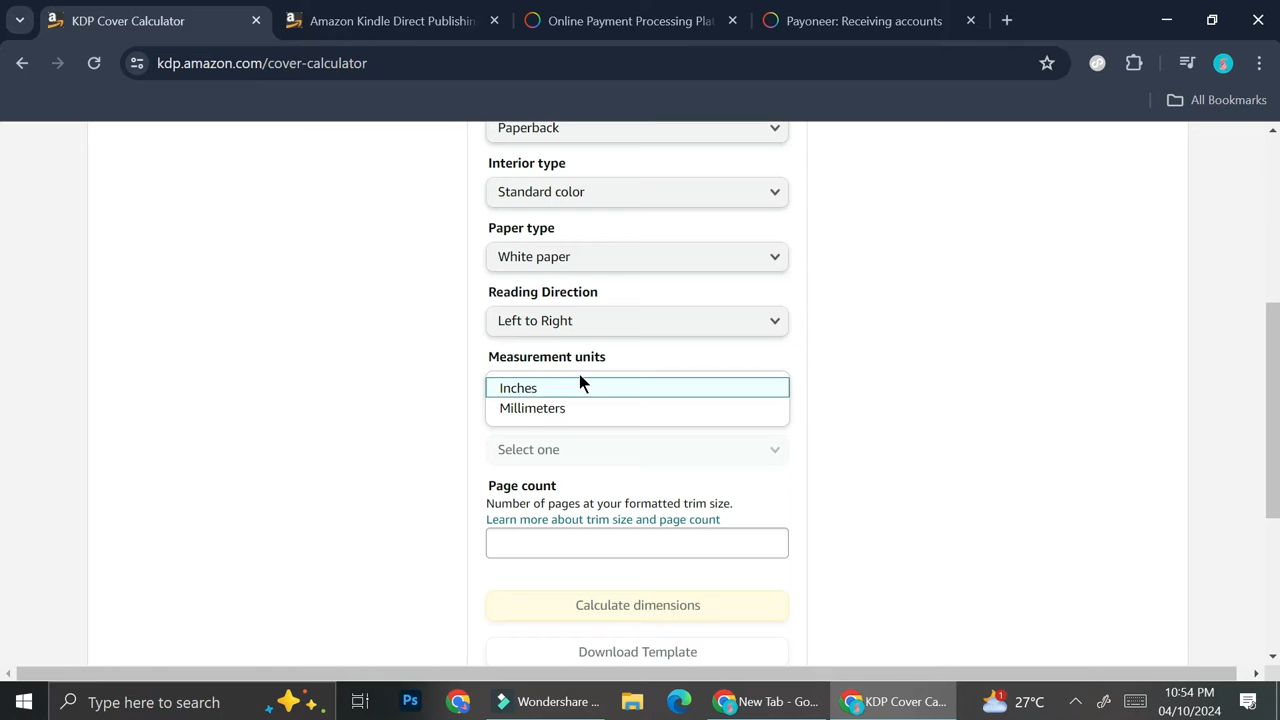 KDP Cover Calculator
Amazon Kindle Direct Publishin
Online Payment Processing Pla
Payoneer: Receiving accounts
kdp.amazon.com/cover-calculator
All Bookmarks
Paperback
Interior type
Standard color
Paper type
White paper
Reading Direction
Left to Right
Measurement units
Inches
Millimeters
Select one
Page count
Number of pages at your formatted trim size.
Learn more about trim size and page count
Calculate dimensions
Download Template
Type here to search
Ps
Wondershare ...
New Tab - Go...
KDP Cover Ca...
1
27°C
10:54 PM
04/10/2024